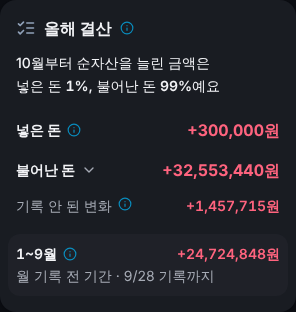 올해 결산
10월부터 순자산을 늘린 금액은
넣은 돈 1%, 불어난 돈 99%예요
넣은 돈 +300,000원
불어난 돈 +32,553,440원
기록 안 된 변화 +1,457,715원
1~9월 +24,724,848원
월 기록 전 기간 · 9/28 기록까지